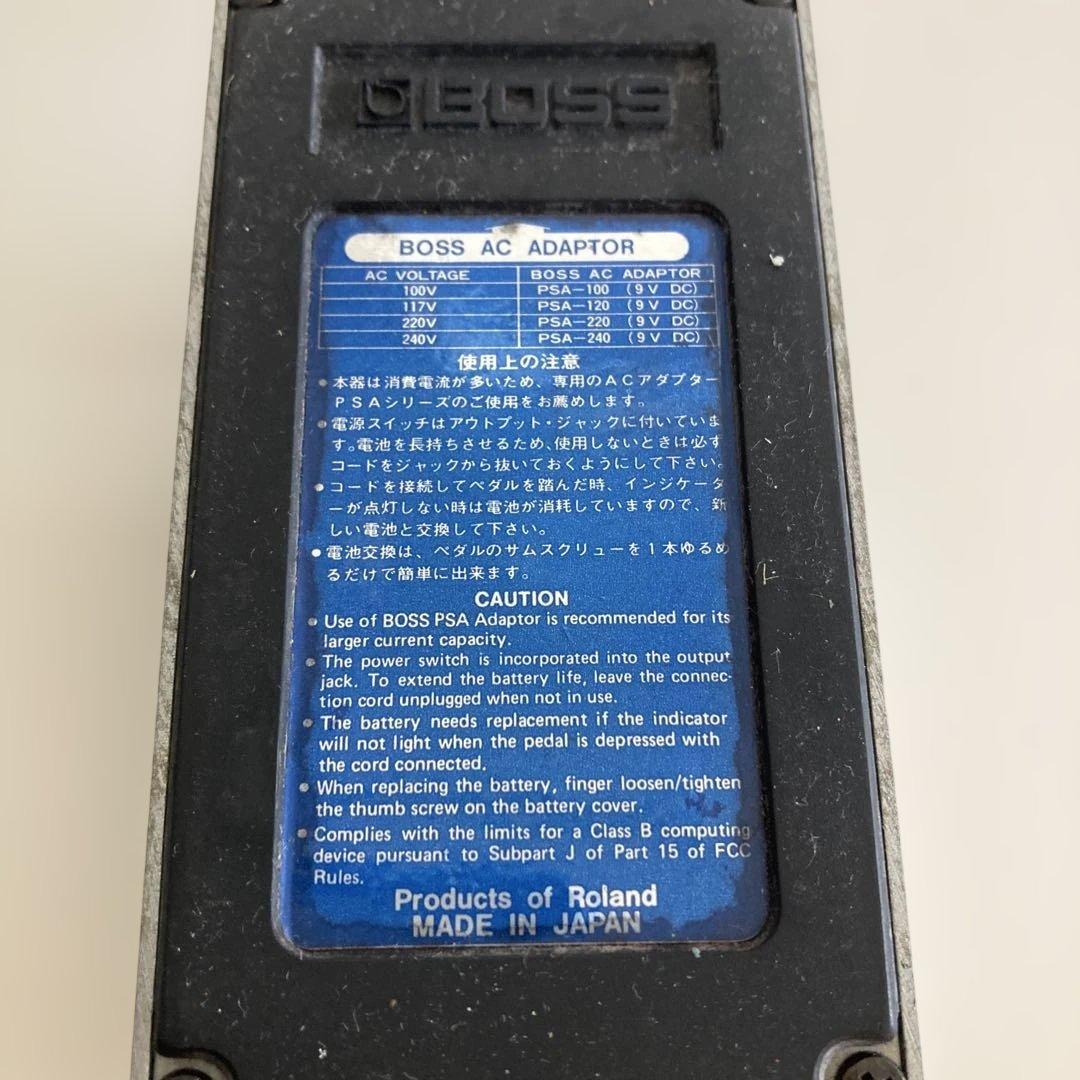 BOSS
BOSS AC ADAPTOR
AC VOLTAGE BOSS AC ADAPTOR
100V PSA-100 (9V DC)
117V PSA-120 (9V DC)
220V PSA-220 (9V DC)
240V PSA-240 (9V DC)
使用上の注意
●本器は消費電流が多いため、専用のACアダプター
PSAシリーズのご使用をお薦めします。
●電源スイッチはアウトプット・ジャックに付いていま
す。電池を長持ちさせるため、使用しないときは必ず
コードをジャックから抜いておくようにして下さい。
●コードを接続してペダルを踏んだ時、インジケータ
ーが点灯しない時は電池が消耗していますので、新
しい電池と交換して下さい。
●電池交換は、ペダルのサムスクリューを1本ゆるめ
るだけで簡単に出来ます。
CAUTION
● Use of BOSS PSA Adaptor is recommended for its
larger current capacity.
● The power switch is incorporated into the output
jack. To extend the battery life, leave the connec-
tion cord unplugged when not in use.
● The battery needs replacement if the indicator
will not light when the pedal is depressed with
the cord connected.
● When replacing the battery, finger loosen/tighten
the thumb screw on the battery cover.
● Complies with the limits for a Class B computing
device pursuant to Subpart J of Part 15 of FCC
Rules.
Products of Roland
MADE IN JAPAN